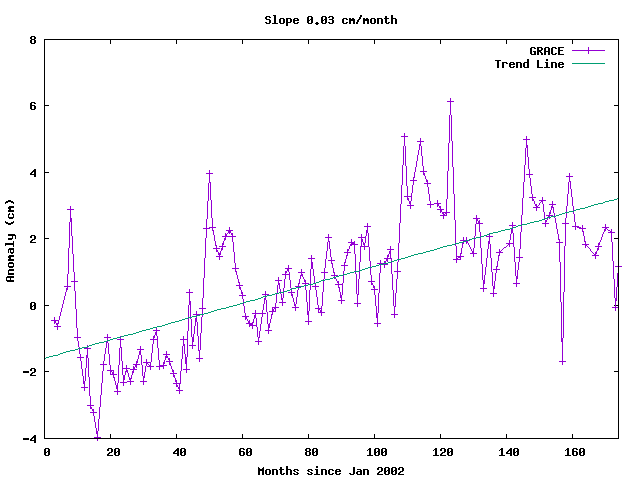 Slope 0.03 cm/month
GRACE
Trend Line
8
6
4
2
0
-2
-4
Anomaly (cm)
0 20 40 60 80 100 120 140 160
Months since Jan 2002